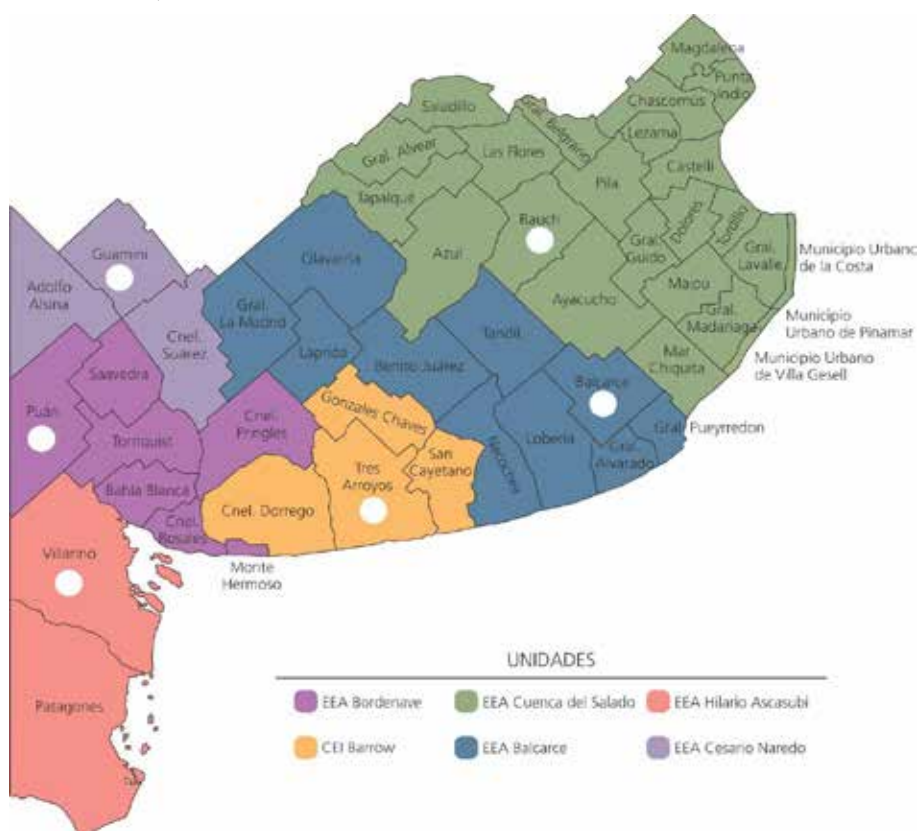 Magdalena
Punta
Indio
Chascomús
Saladillo
Gral. Belgrano
Lezama
Gral. Alvear
Las Flores
Castelli
Pila
Tapalqué
Rauch
Dolores
Tordillo
Guaminí
Olavarría
Azul
Gral.
Guido
Gral.
Lavalle
Municipio Urbano
de la Costa
Adolfo
Alsina
Ayacucho
Maipú
Gral.
La Madrid
Cnel.
Suárez
Tandil
Gral.
Madariaga
Municipio
Urbano de Pinamar
Laprida
Benito Juárez
Mar
Chiquita
Municipio Urbano
de Villa Gesell
Saavedra
Balcarce
Puán
Cnel.
Pringles
Gonzales Chaves
Gral. Pueyrredon
Tornquist
Lobería
Necochea
San
Cayetano
Gral.
Alvarado
Tres
Arroyos
Bahía Blanca
Cnel. Dorrego
Cnel.
Rosales
Villarino
Monte
Hermoso
Patagones
UNIDADES
EEA Bordenave
EEA Cuenca del Salado
EEA Hilario Ascasubi
CEI Barrow
EEA Balcarce
EEA Cesareo Naredo